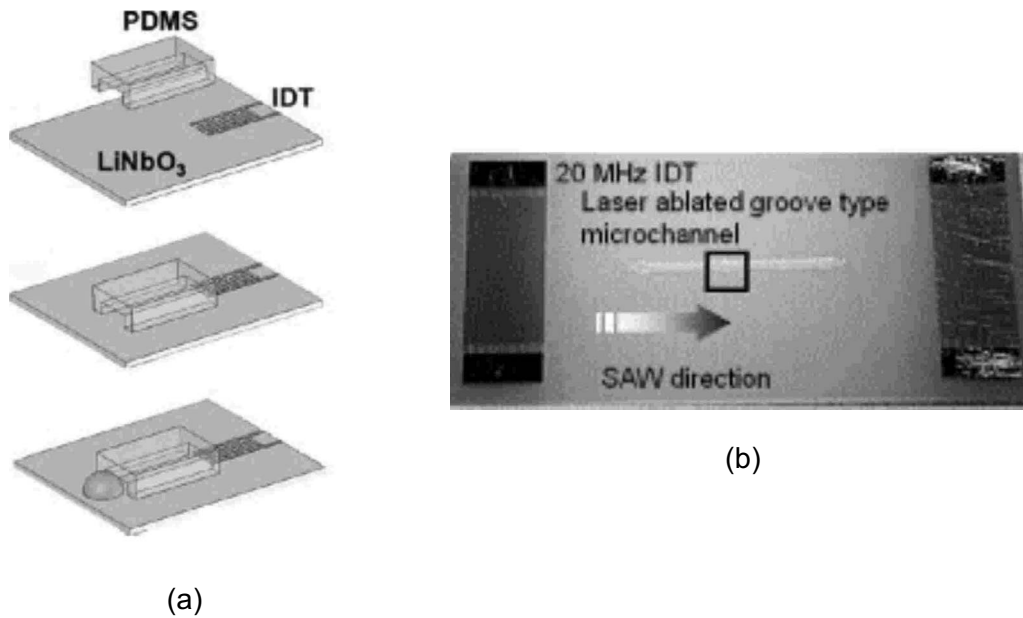 PDMS
IDT
LiNbO₃
(a)
20 MHz IDT
Laser ablated groove type
microchannel
SAW direction
(b)